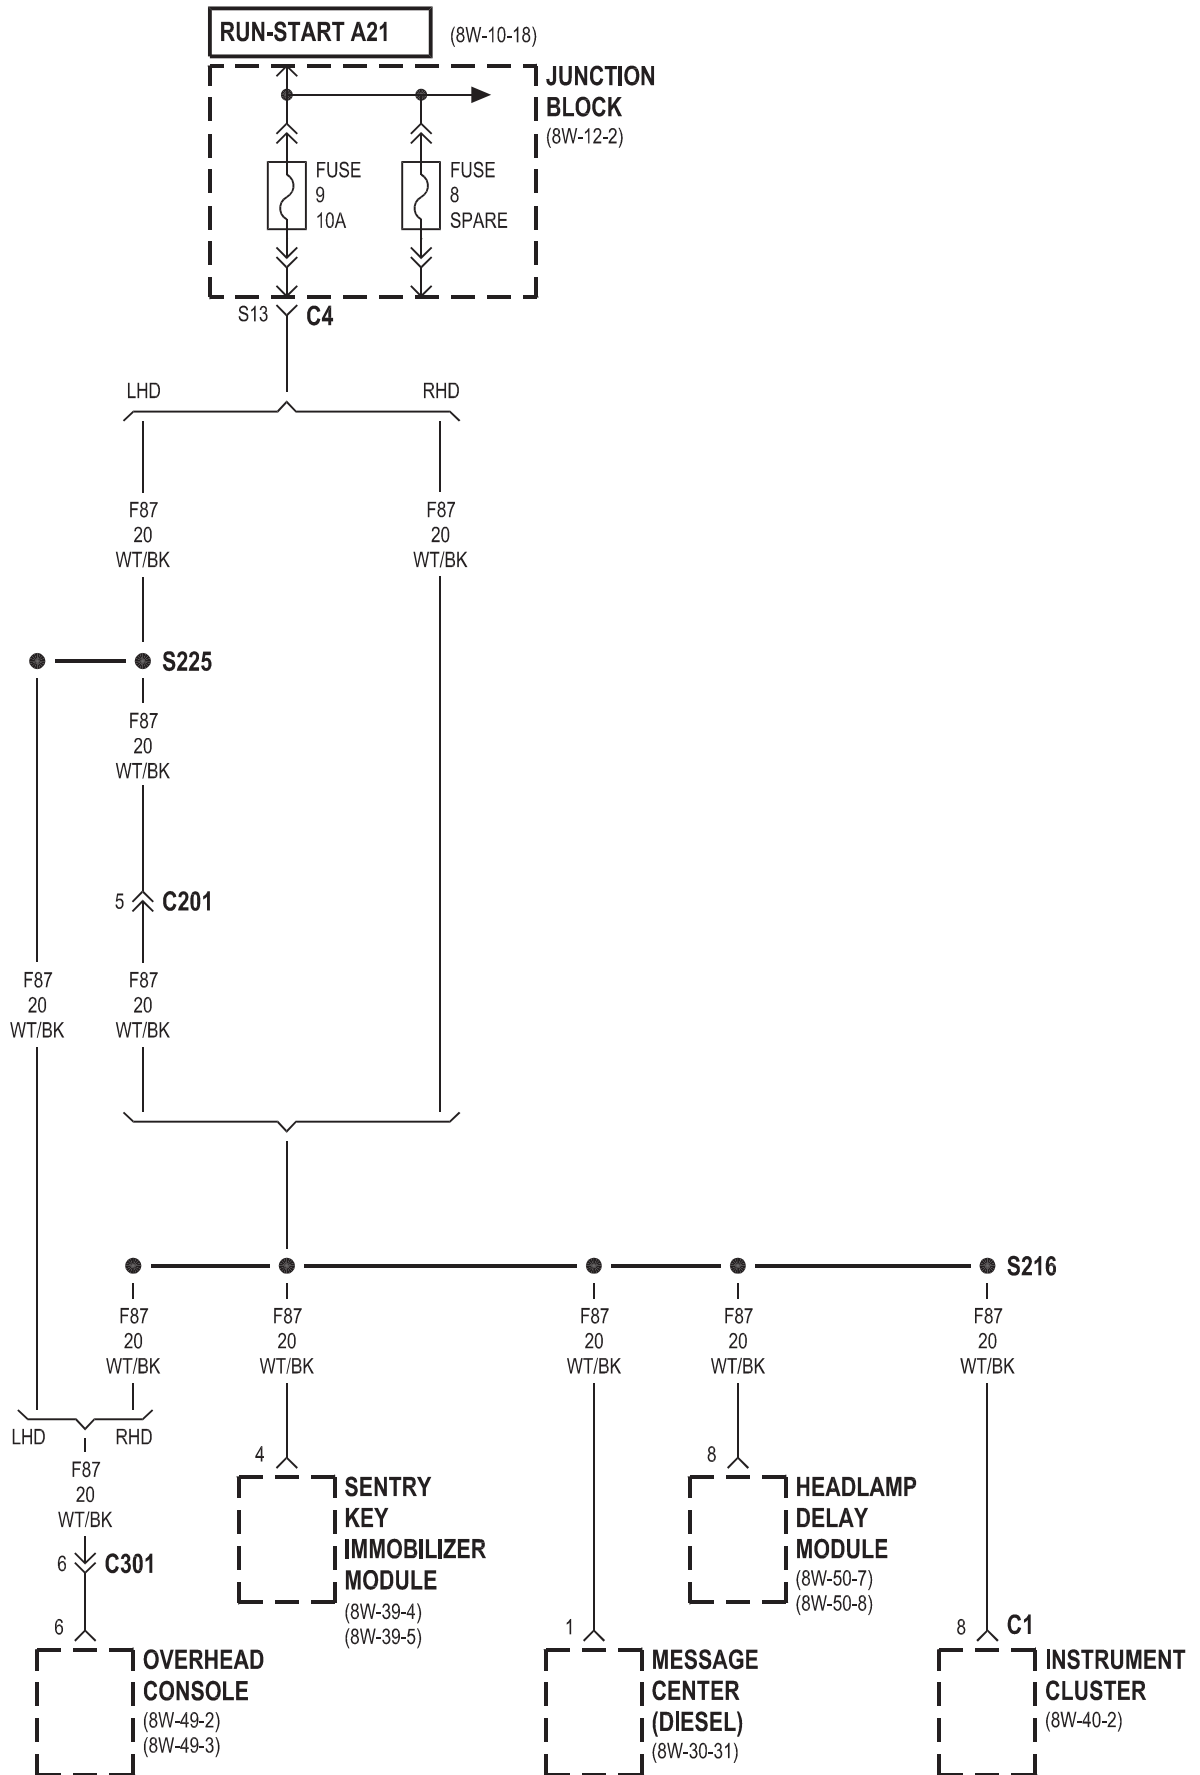 RUN-START A21
(8W-10-18)
JUNCTION
BLOCK
(8W-12-2)
FUSE
9
10A
FUSE
8
SPARE
S13
C4
LHD
RHD
F87
20
WT/BK
F87
20
WT/BK
S225
F87
20
WT/BK
5
C201
F87
20
WT/BK
F87
20
WT/BK
S216
F87
20
WT/BK
F87
20
WT/BK
F87
20
WT/BK
F87
20
WT/BK
F87
20
WT/BK
LHD
RHD
F87
20
WT/BK
6
C301
6
OVERHEAD
CONSOLE
(8W-49-2)
(8W-49-3)
4
SENTRY
KEY
IMMOBILIZER
MODULE
(8W-39-4)
(8W-39-5)
1
MESSAGE
CENTER
(DIESEL)
(8W-30-31)
8
HEADLAMP
DELAY
MODULE
(8W-50-7)
(8W-50-8)
8
C1
INSTRUMENT
CLUSTER
(8W-40-2)